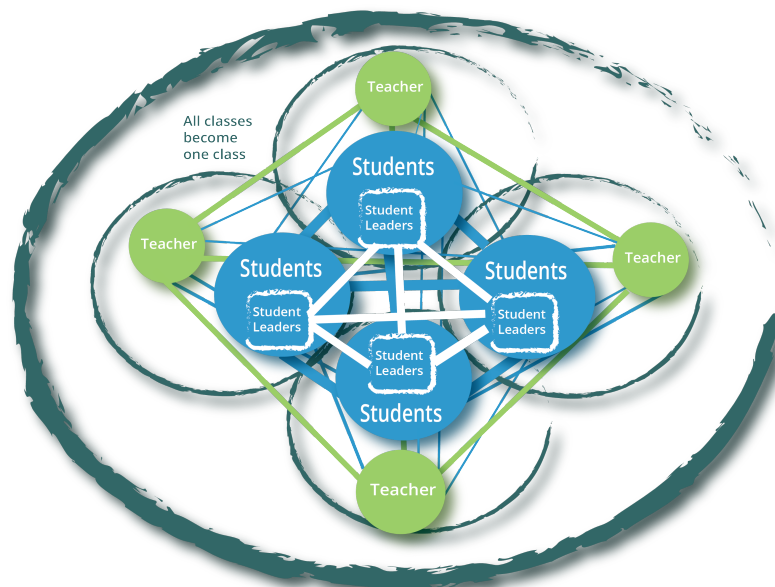 Teacher
All classes
become
one class
Students
Student
Leaders
Teacher
Teacher
Students
Students
Student
Leaders
Student
Leaders
Student
Leaders
Students
Teacher